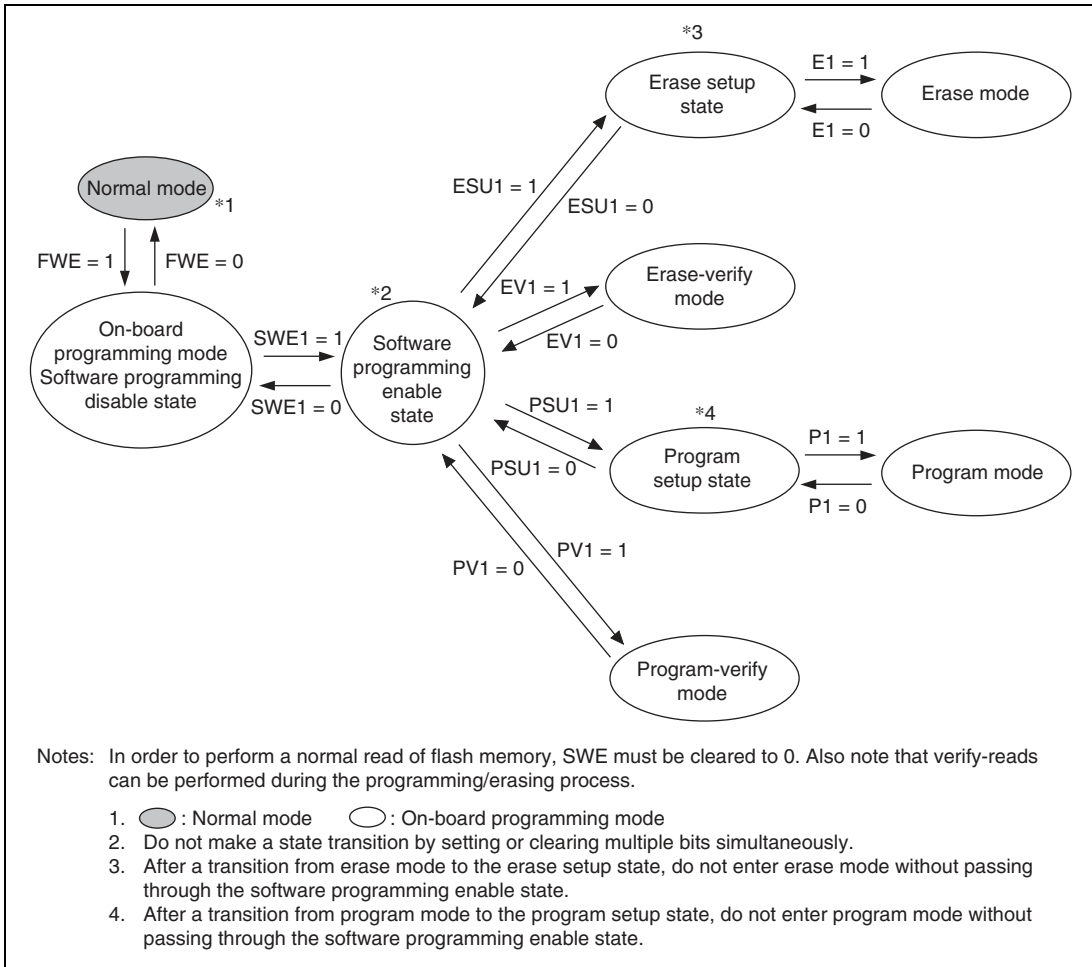 *3
Erase setup
state
E1 = 1
E1 = 0
Erase mode
Normal mode
*1
ESU1 = 1
ESU1 = 0
FWE = 1
FWE = 0
Erase-verify
mode
EV1 = 1
EV1 = 0
*2
On-board
programming mode
Software programming
disable state
SWE1 = 1
SWE1 = 0
Software
programming
enable
state
PSU1 = 1
PSU1 = 0
*4
Program
setup state
P1 = 1
P1 = 0
Program mode
PV1 = 1
PV1 = 0
Program-verify
mode
Notes: In order to perform a normal read of flash memory, SWE must be cleared to 0. Also note that verify-reads
can be performed during the programming/erasing process.
1. : Normal mode : On-board programming mode
2. Do not make a state transition by setting or clearing multiple bits simultaneously.
3. After a transition from erase mode to the erase setup state, do not enter erase mode without passing
through the software programming enable state.
4. After a transition from program mode to the program setup state, do not enter program mode without
passing through the software programming enable state.